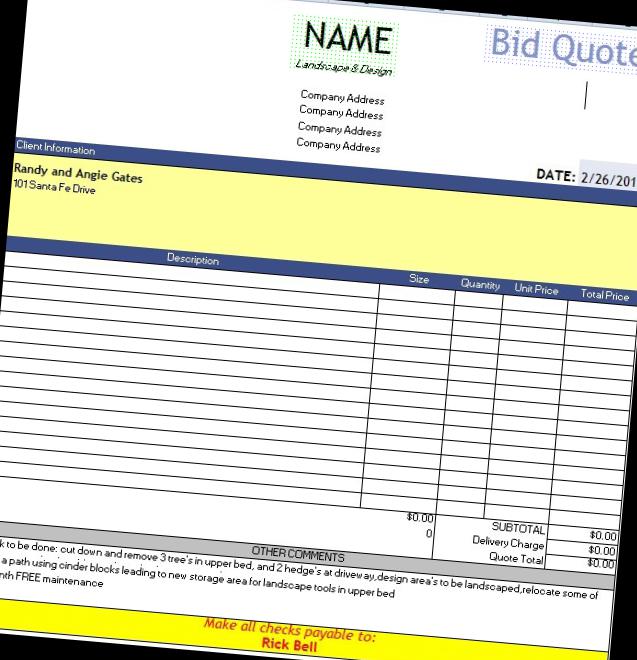 NAME
Bid Quote
Landscape & Design
Company Address
Company Address
Company Address
Company Address
DATE: 2/26/201
Client Information
Randy and Angie Gates
101 Santa Fe Drive
Description Size Quantity Unit Price Total Price
$0.00 SUBTOTAL $0.00
0 Delivery Charge $0.00
Quote Total $0.00
OTHER COMMENTS
k to be done: cut down and remove 3 tree's in upper bed, and 2 hedge's at driveway,design area's to be landscaped,relocate some of
a path using cinder blocks leading to new storage area for landscape tools in upper bed
nth FREE maintenance
Make all checks payable to:
Rick Bell